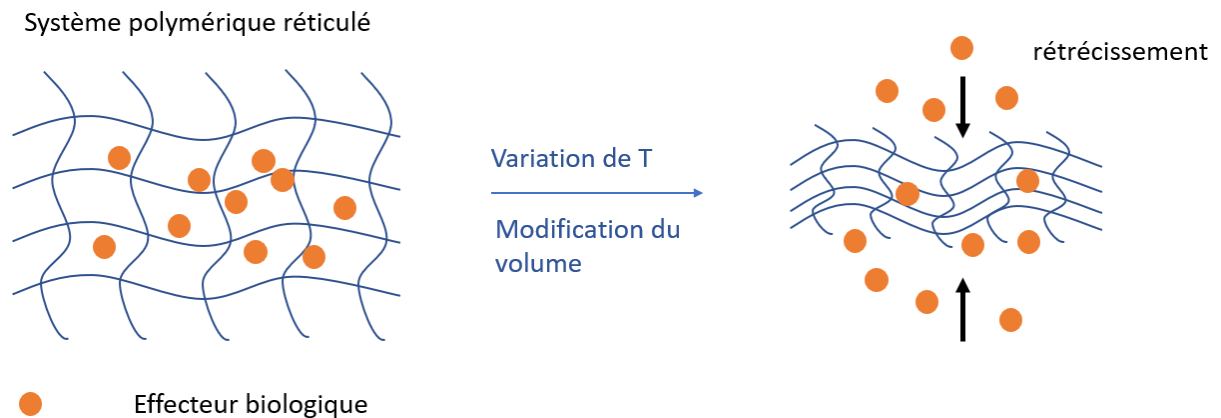 Système polymérique réticulé
rétrécissement
Variation de T
Modification du
volume
Effecteur biologique